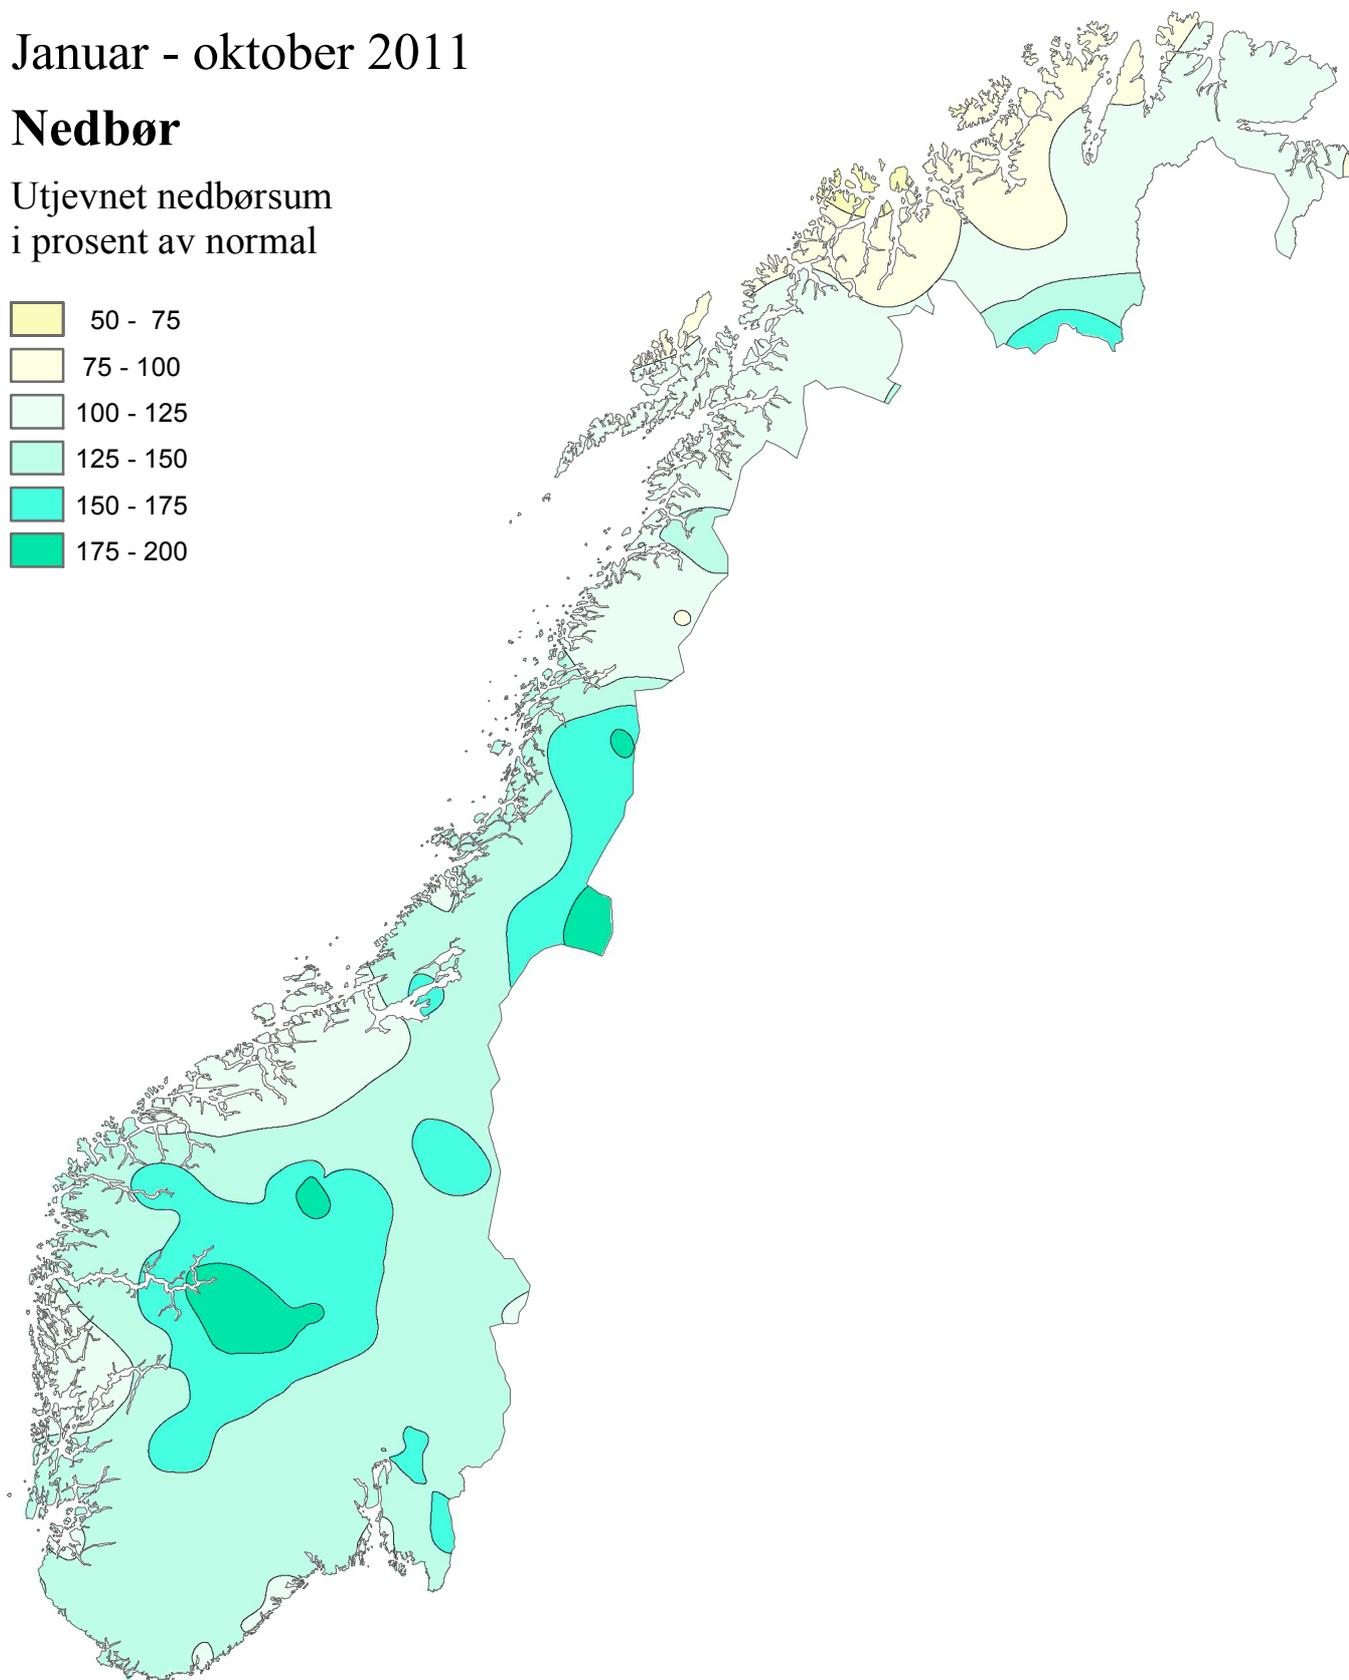 Januar - oktober 2011
Nedbør
Utjevnet nedbørsum
i prosent av normal
50 - 75
75 - 100
100 - 125
125 - 150
150 - 175
175 - 200